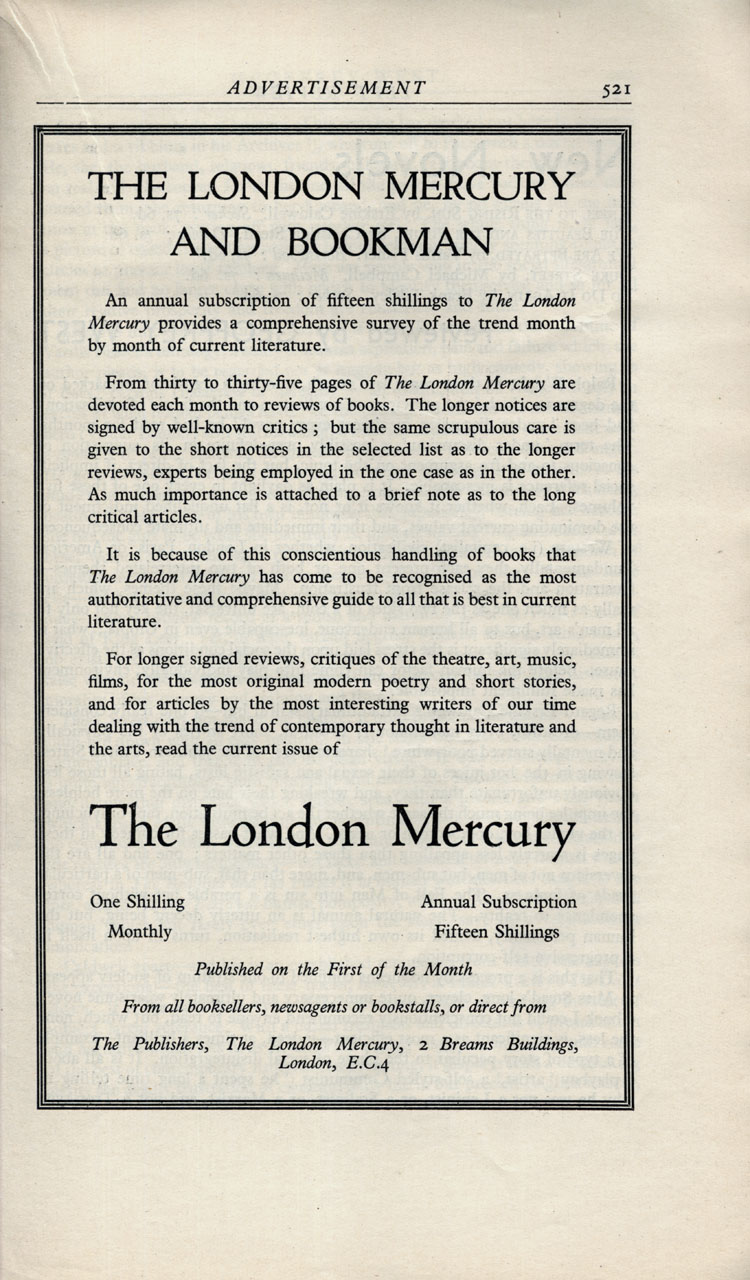 ADVERTISEMENT 521
THE LONDON MERCURY
AND BOOKMAN
An annual subscription of fifteen shillings to The London
Mercury provides a comprehensive survey of the trend month
by month of current literature.
From thirty to thirty-five pages of The London Mercury are
devoted each month to reviews of books. The longer notices are
signed by well-known critics ; but the same scrupulous care is
given to the short notices in the selected list as to the longer
reviews, experts being employed in the one case as in the other.
As much importance is attached to a brief note as to the long
critical articles.
It is because of this conscientious handling of books that
The London Mercury has come to be recognised as the most
authoritative and comprehensive guide to all that is best in current
literature.
For longer signed reviews, critiques of the theatre, art, music,
films, for the most original modern poetry and short stories,
and for articles by the most interesting writers of our time
dealing with the trend of contemporary thought in literature and
the arts, read the current issue of
The London Mercury
One Shilling Annual Subscription
Monthly Fifteen Shillings
Published on the First of the Month
From all booksellers, newsagents or bookstalls, or direct from
The Publishers, The London Mercury, 2 Breams Buildings,
London, E.C.4